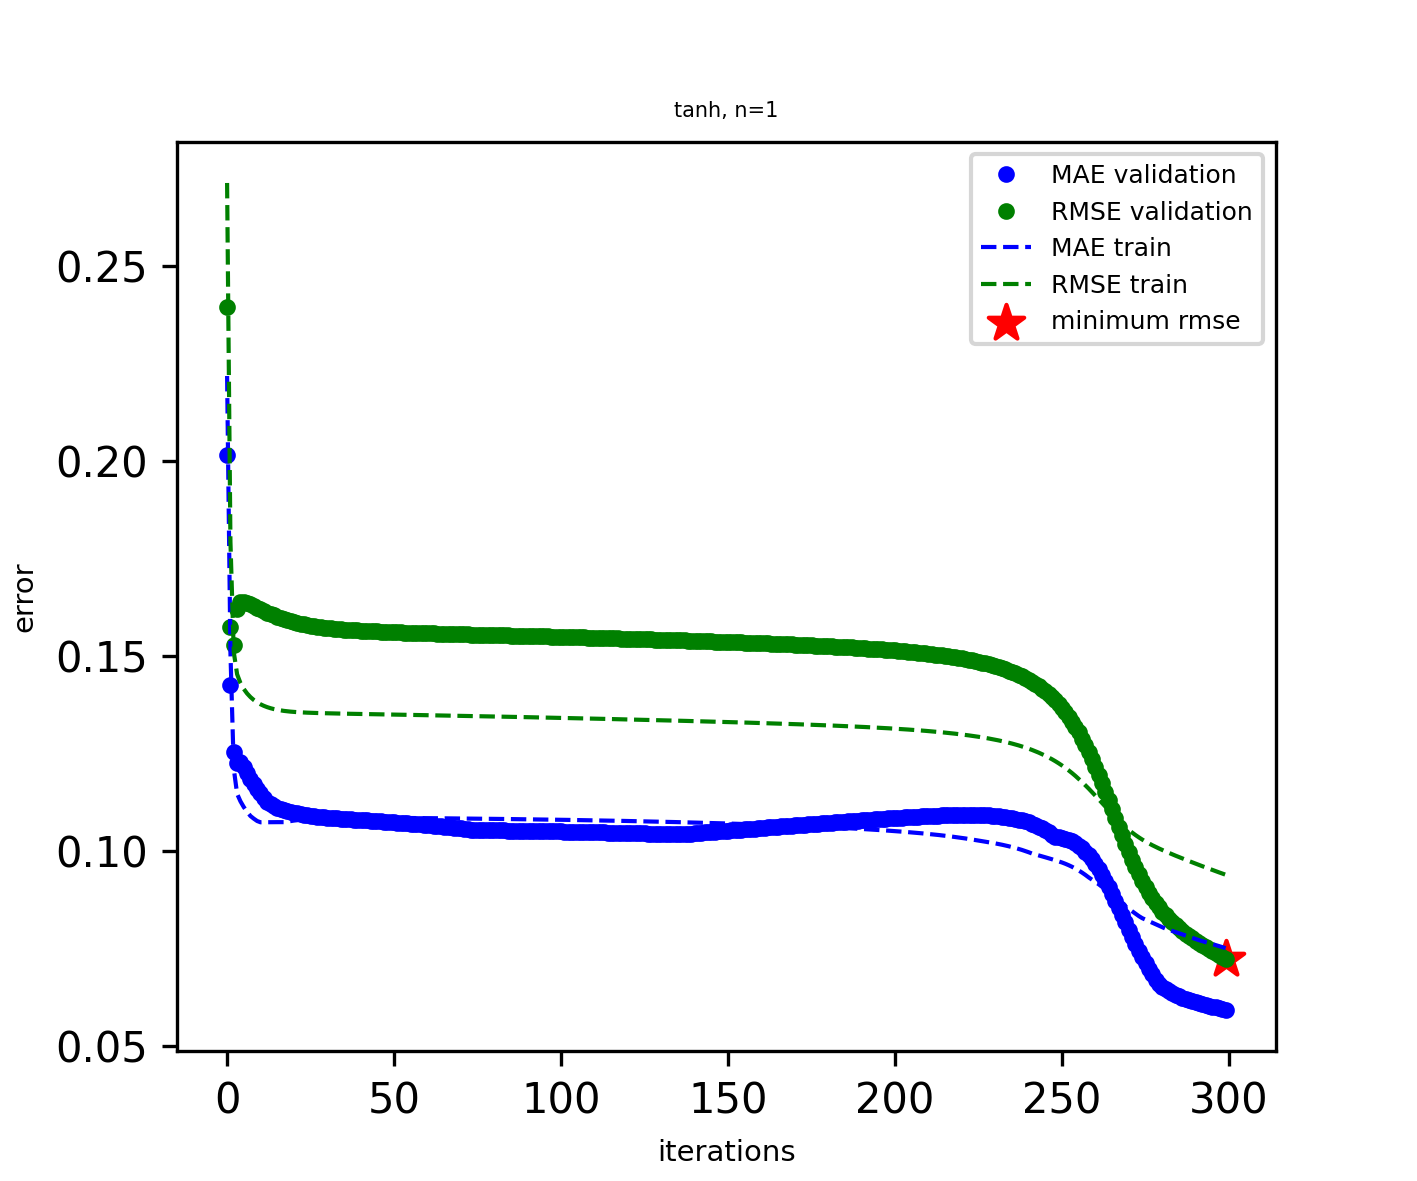 tanh, n=1
MAE validation
RMSE validation
MAE train
RMSE train
minimum rmse
error
0.25
0.20
0.15
0.10
0.05
0 50 100 150 200 250 300
iterations